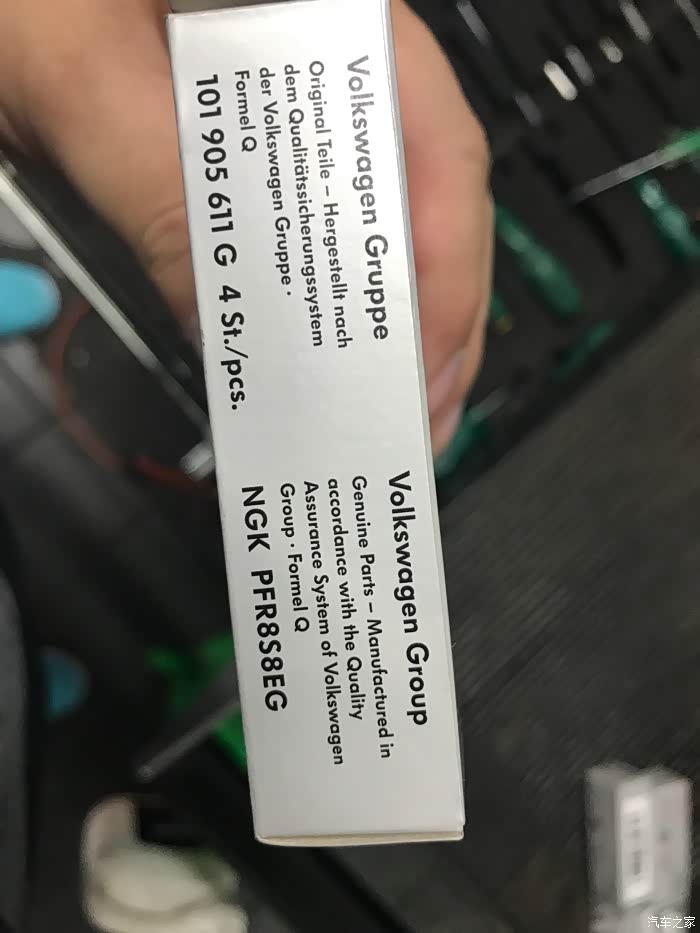 Volkswagen Gruppe
Original Teile – Hergestellt nach
dem Qualitätssicherungssystem
der Volkswagen Gruppe ·
Formel Q
101 905 611 G 4 St./pcs.
Volkswagen Group
Genuine Parts – Manufactured in
accordance with the Quality
Assurance System of Volkswagen
Group · Formel Q
NGK PFR8S8EG
汽车之家